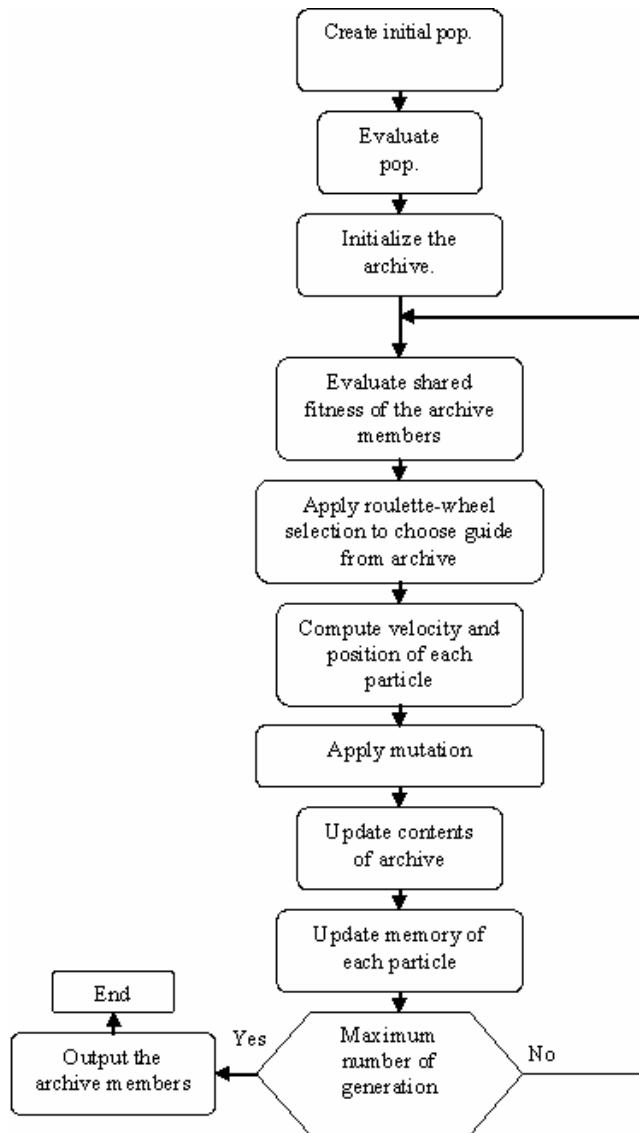 Create initial pop.
Evaluate
pop.
Initialize the
archive.
Evaluate shared
fitness of the archive
members
Apply roulette-wheel
selection to choose guide
from archive
Compute velocity and
position of each
particle
Apply mutation
Update contents
of archive
Update memory of
each particle
Maximum
number of
generation
Yes
No
Output the
archive members
End